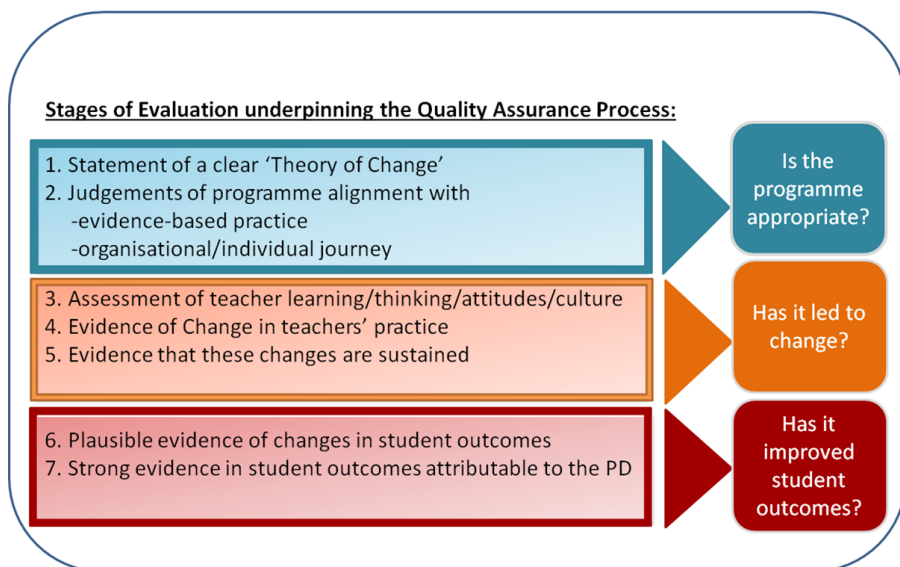 Stages of Evaluation underpinning the Quality Assurance Process:
1. Statement of a clear ‘Theory of Change’
2. Judgements of programme alignment with
-evidence-based practice
-organisational/individual journey
Is the
programme
appropriate?
3. Assessment of teacher learning/thinking/attitudes/culture
4. Evidence of Change in teachers’ practice
5. Evidence that these changes are sustained
Has it led to
change?
6. Plausible evidence of changes in student outcomes
7. Strong evidence in student outcomes attributable to the PD
Has it
improved
student
outcomes?